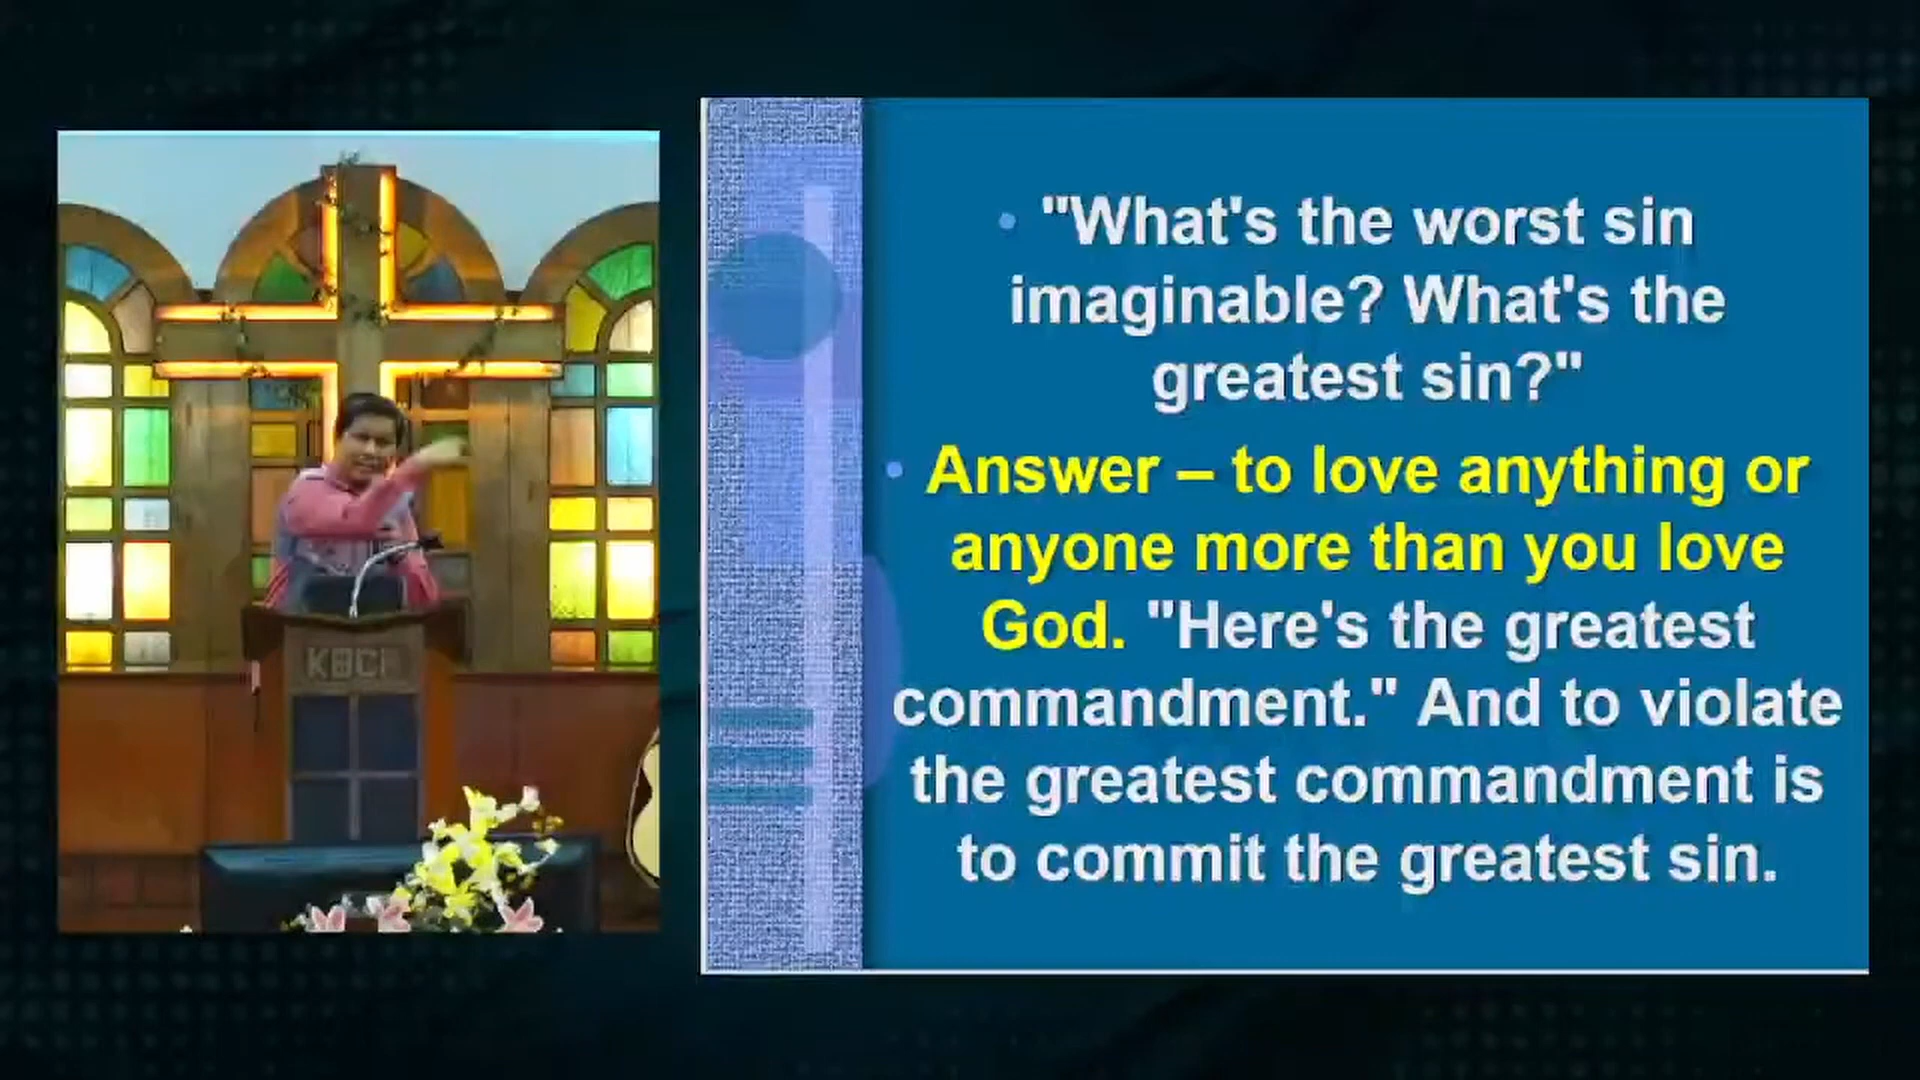 • "What's the worst sin
imaginable? What's the
greatest sin?"
• Answer – to love anything or
anyone more than you love
God. "Here's the greatest
commandment." And to violate
the greatest commandment is
to commit the greatest sin.